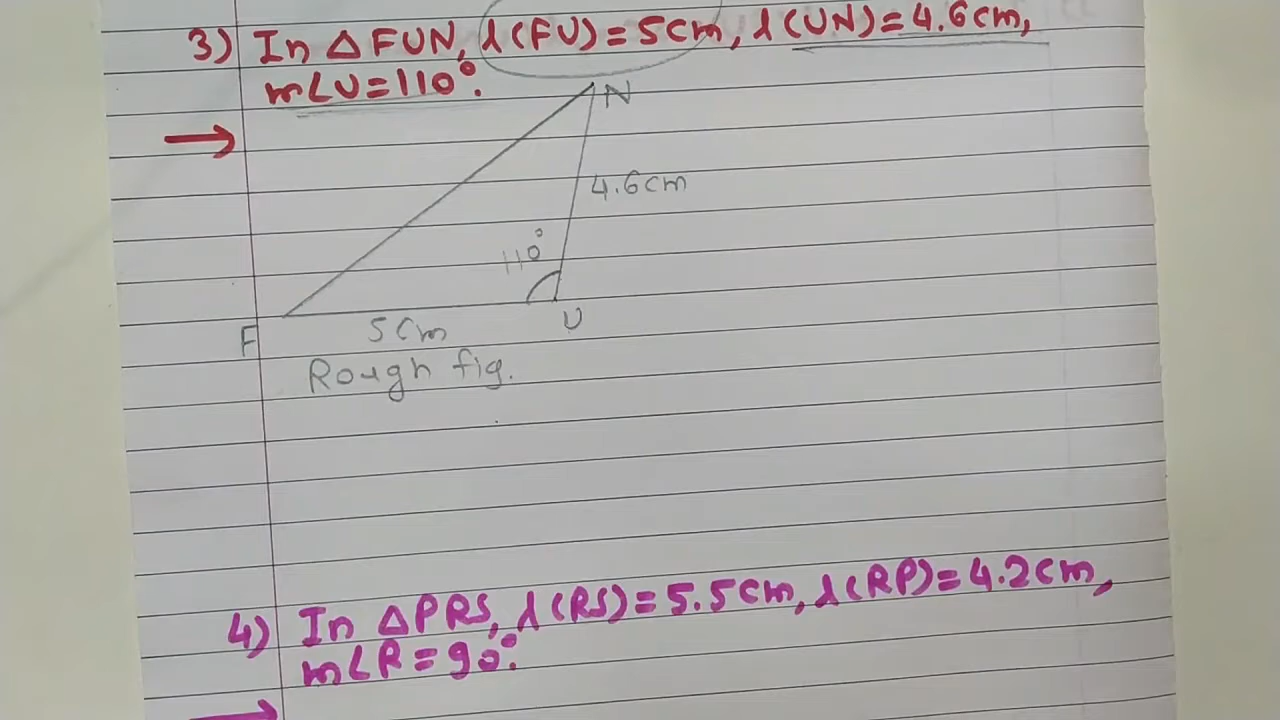 3) In △FUN, l(FU)=5cm, l(UN)=4.6cm,
m∠U=110°.
N
4.6cm
110°
F
5cm
U
Rough fig.
4) In △PRS, l(RS)=5.5cm, l(RP)=4.2cm,
m∠R=90°.